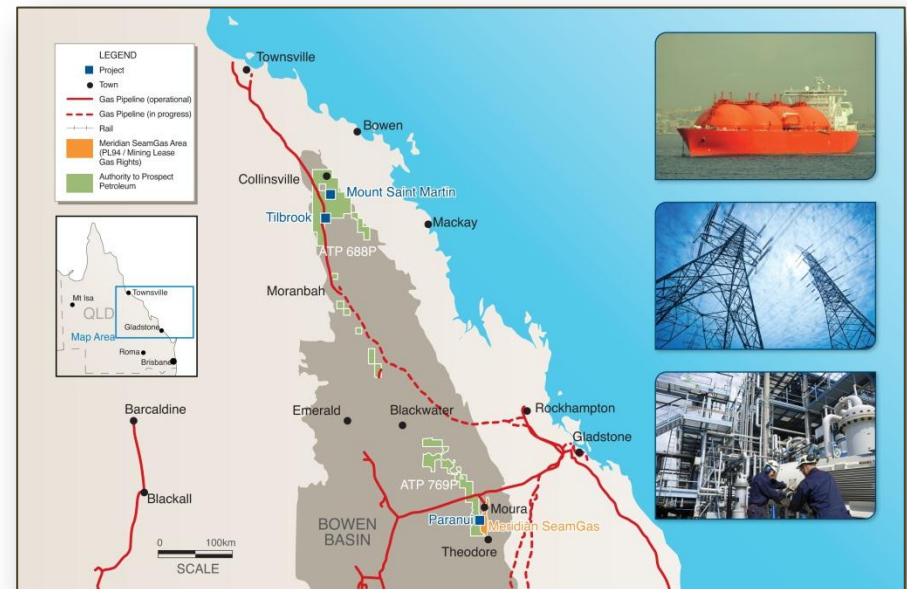 LEGEND
Project
Town
Gas Pipeline (operational)
Gas Pipeline (in progress)
Rail
Meridian SeamGas Area
(PL94 / Mining Lease
Gas Rights)
Authority to Prospect
Petroleum
Townsville
Bowen
Collinsville
Mount Saint Martin
Tilbrook
Mackay
ATP 688P
Moranbah
Townsville
Mt Isa
QLD
Gladstone
Map Area
Roma
Brisbane
Barcaldine
Emerald
Blackwater
Rockhampton
Gladstone
ATP 769P
Blackall
Moura
Paranui
Meridian SeamGas
BOWEN
BASIN
Theodore
0 100km
SCALE